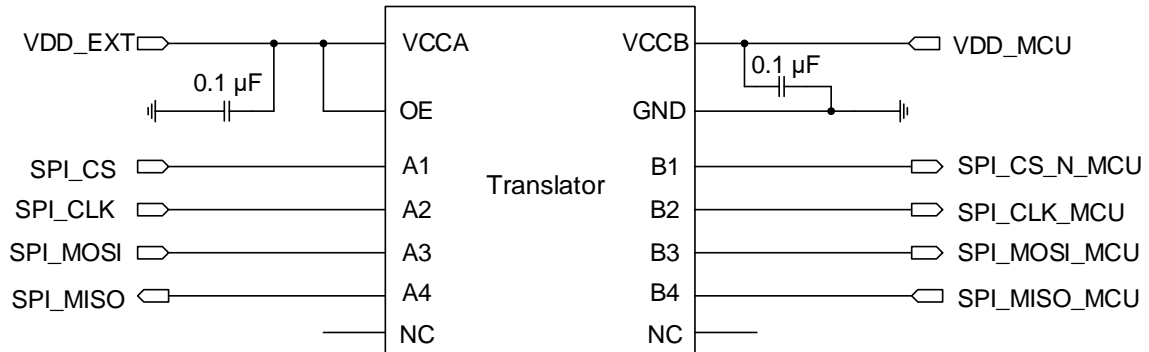 VDD_EXT VCCA VCCB VDD_MCU
0.1 µF 0.1 µF
OE GND
SPI_CS A1 B1 SPI_CS_N_MCU
Translator
SPI_CLK A2 B2 SPI_CLK_MCU
SPI_MOSI A3 B3 SPI_MOSI_MCU
SPI_MISO A4 B4 SPI_MISO_MCU
NC NC